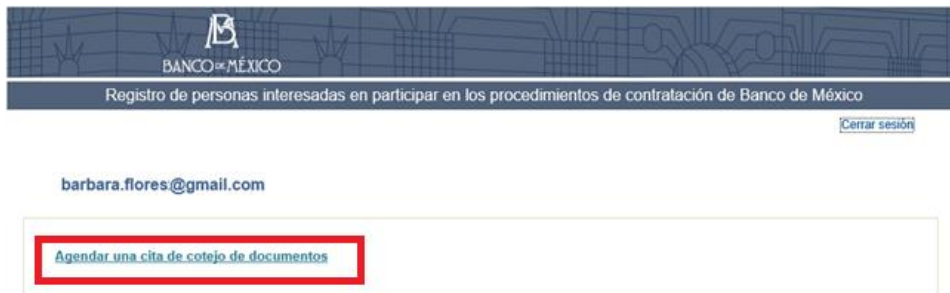 B
BANCO DE MÉXICO
Registro de personas interesadas en participar en los procedimientos de contratación de Banco de México
Cerrar sesión
barbara.flores@gmail.com
Agendar una cita de cotejo de documentos